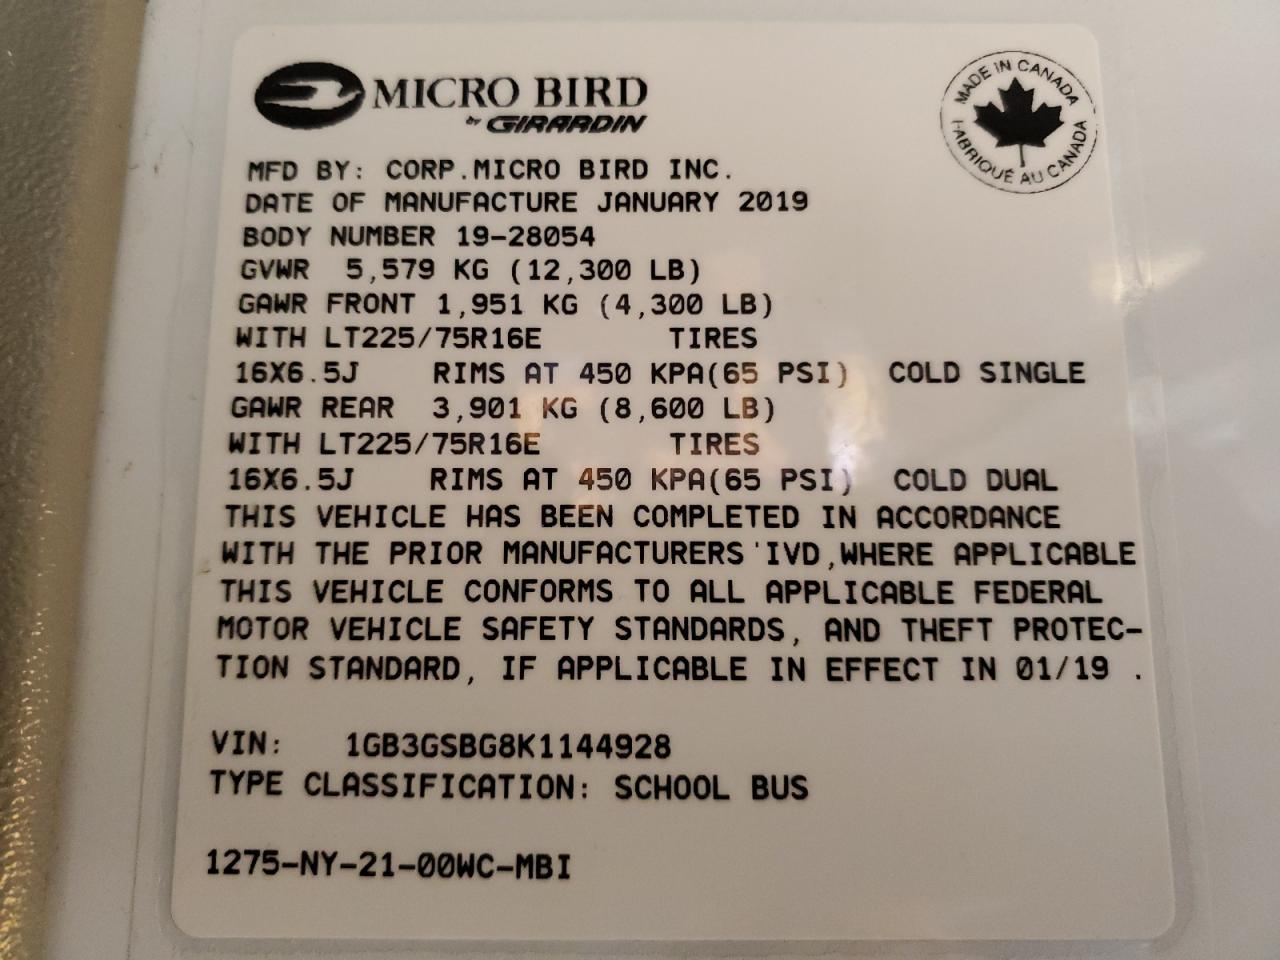 MICRO BIRD
by GIRARDIN
MADE IN CANADA
FABRIQUÉ AU CANADA
MFD BY: CORP.MICRO BIRD INC.
DATE OF MANUFACTURE JANUARY 2019
BODY NUMBER 19-28054
GVWR 5,579 KG (12,300 LB)
GAWR FRONT 1,951 KG (4,300 LB)
WITH LT225/75R16E TIRES
16X6.5J RIMS AT 450 KPA(65 PSI) COLD SINGLE
GAWR REAR 3,901 KG (8,600 LB)
WITH LT225/75R16E TIRES
16X6.5J RIMS AT 450 KPA(65 PSI) COLD DUAL
THIS VEHICLE HAS BEEN COMPLETED IN ACCORDANCE
WITH THE PRIOR MANUFACTURERS'IVD,WHERE APPLICABLE
THIS VEHICLE CONFORMS TO ALL APPLICABLE FEDERAL
MOTOR VEHICLE SAFETY STANDARDS, AND THEFT PROTEC-
TION STANDARD, IF APPLICABLE IN EFFECT IN 01/19 .
VIN: 1GB3GSBG8K1144928
TYPE CLASSIFICATION: SCHOOL BUS
1275-NY-21-00WC-MBI